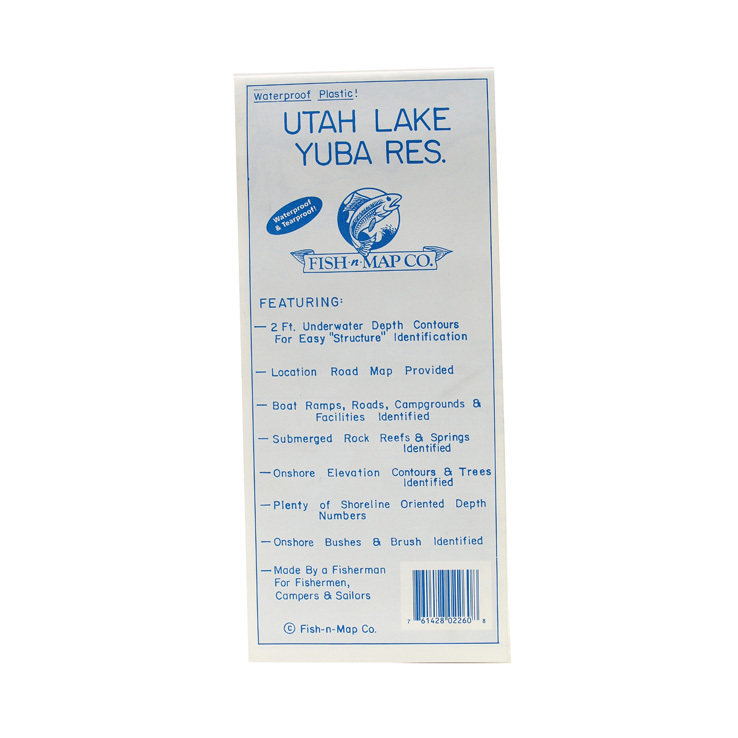 Waterproof Plastic!
UTAH LAKE
YUBA RES.
Waterproof
& Tearproof!
FISH-n-MAP CO.
FEATURING:
— 2 Ft. Underwater Depth Contours
For Easy "Structure" Identification
— Location Road Map Provided
— Boat Ramps, Roads, Campgrounds &
Facilities Identified
— Submerged Rock Reefs & Springs
Identified
— Onshore Elevation Contours & Trees
Identified
— Plenty of Shoreline Oriented Depth
Numbers
— Onshore Bushes & Brush Identified
— Made By a Fisherman
For Fishermen,
Campers & Sailors
7 61428 02260 8
© Fish-n-Map Co.